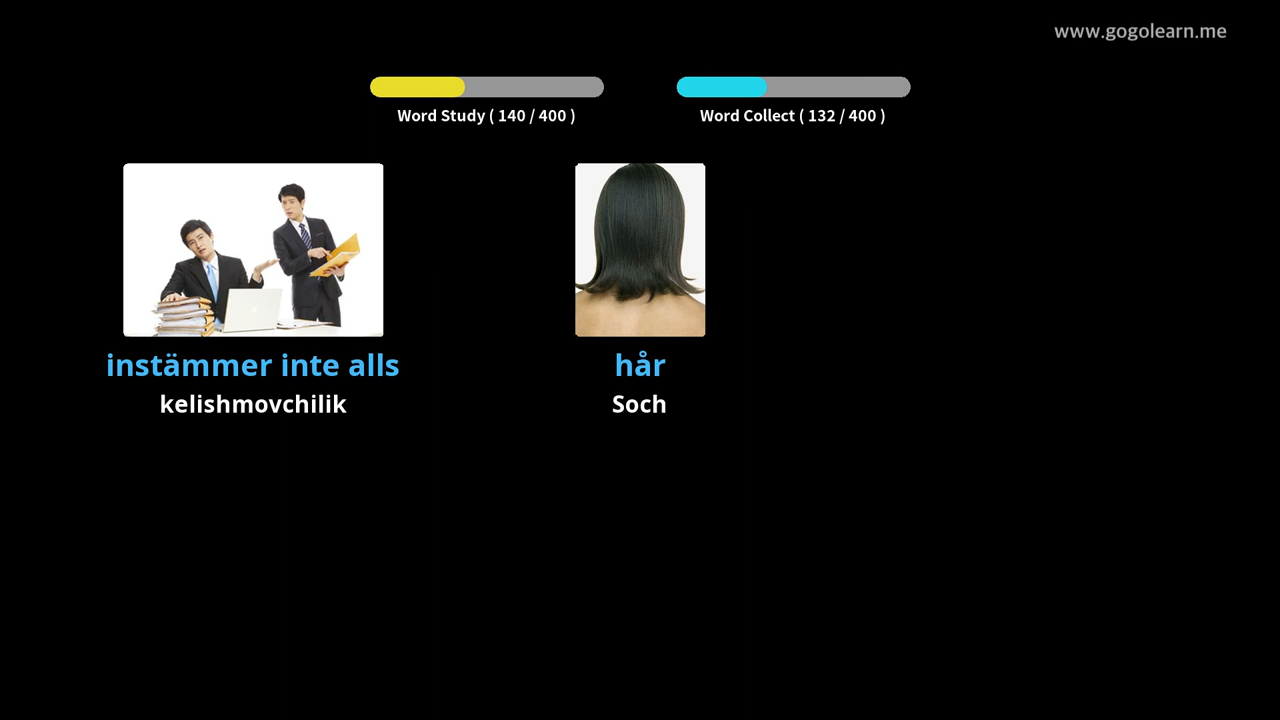 www.gogolearn.me
Word Study ( 140 / 400 )
Word Collect ( 132 / 400 )
instämmer inte alls
kelishmovchilik
hår
Soch